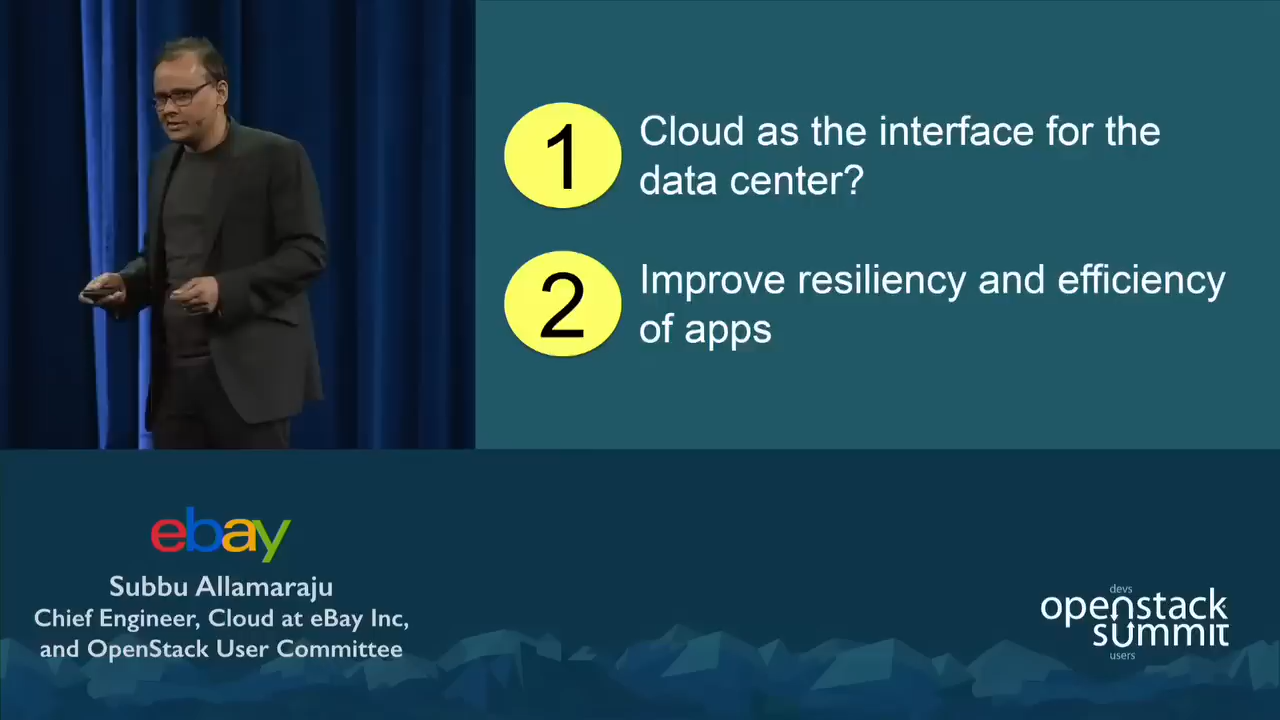 1
Cloud as the interface for the
data center?
2
Improve resiliency and efficiency
of apps
ebay
Subbu Allamaraju
Chief Engineer, Cloud at eBay Inc,
and OpenStack User Committee
devs
openstack
summit
users